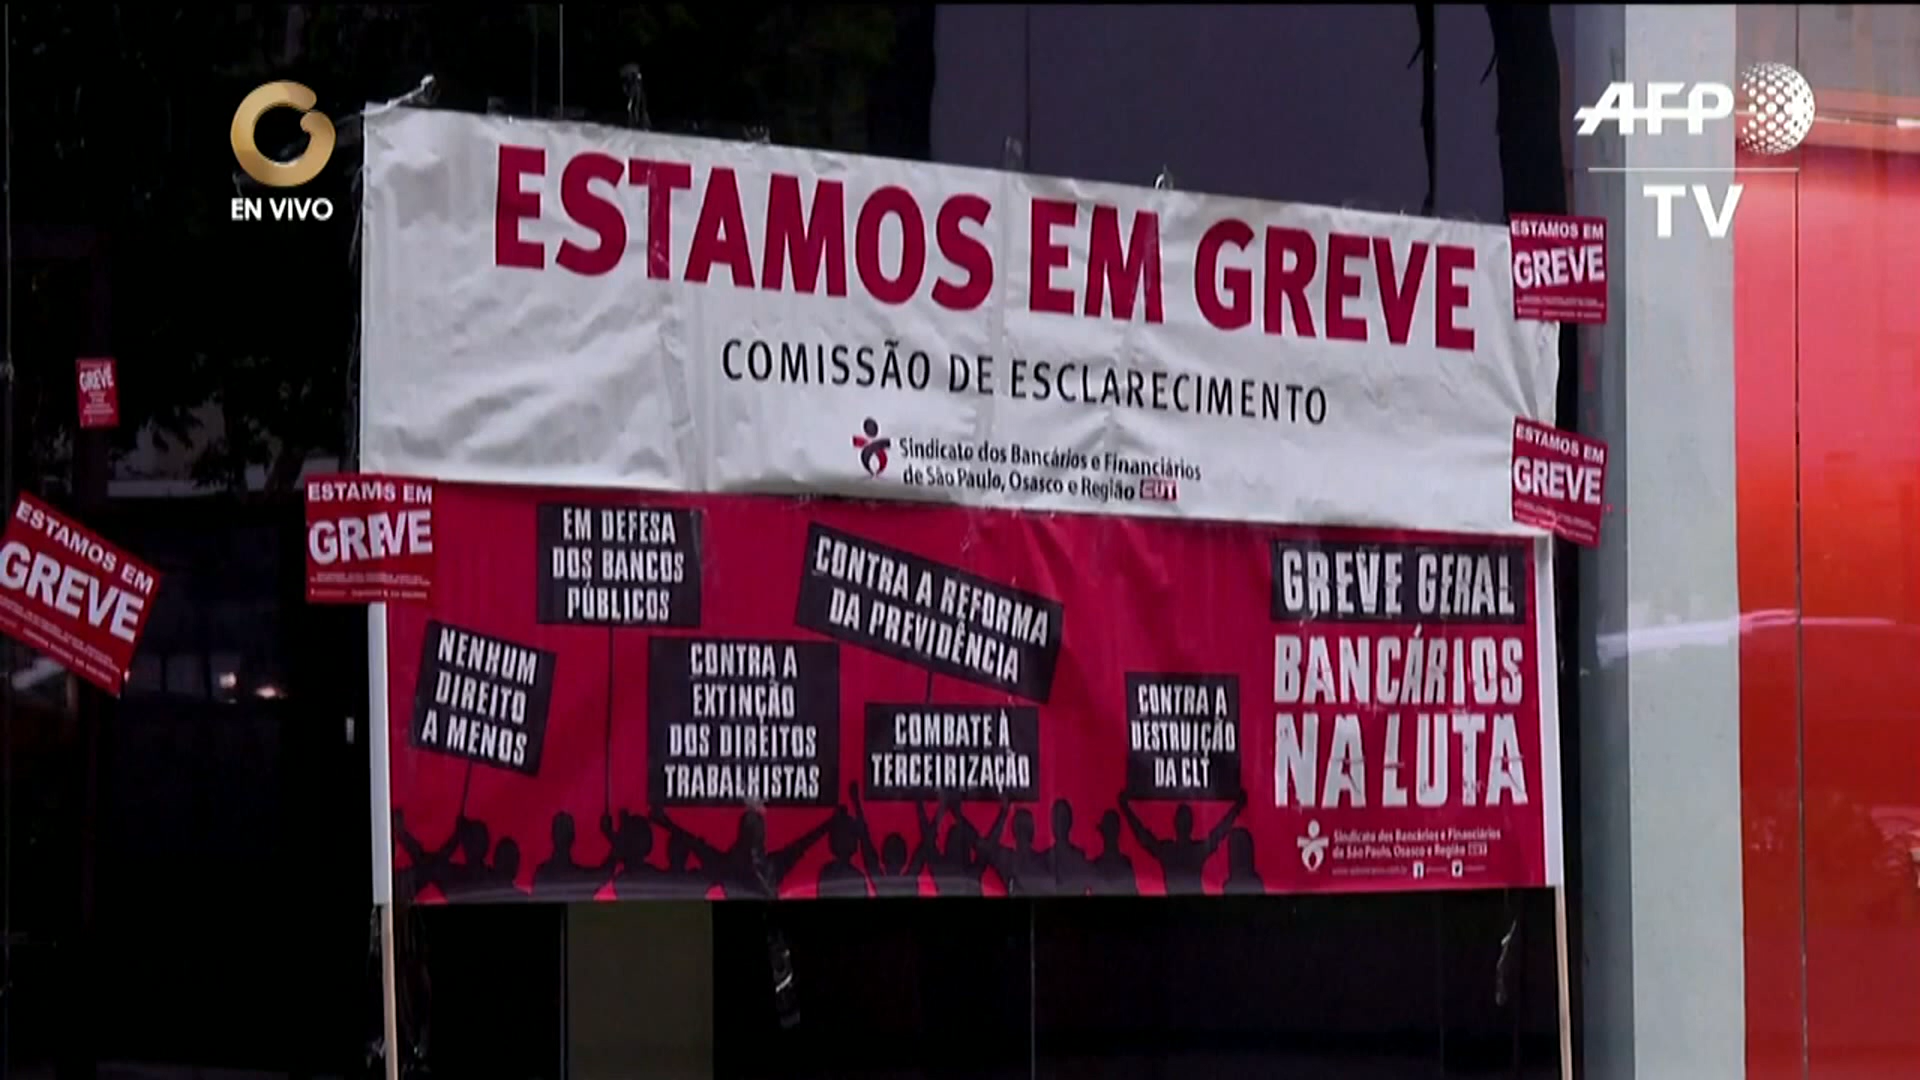 EN VIVO
AFP
TV
ESTAMOS EM GREVE
COMISSÃO DE ESCLARECIMENTO
Sindicato dos Bancários e Financiários
de São Paulo, Osasco e Região CUT
ESTAMOS EM
GREVE
ESTAMOS EM
GREVE
GREVE
ESTAMOS EM
GREVE
ESTAMOS EM
GREVE
EM DEFESA
DOS BANCOS
PÚBLICOS
CONTRA A REFORMA
DA PREVIDÊNCIA
NENHUM
DIREITO
A MENOS
CONTRA A
EXTINÇÃO
DOS DIREITOS
TRABALHISTAS
COMBATE À
TERCEIRIZAÇÃO
CONTRA A
DESTRUIÇÃO
DA CLT
GREVE GERAL
BANCÁRIOS
NA LUTA
Sindicato dos Bancários e Financiários
de São Paulo, Osasco e Região CUT